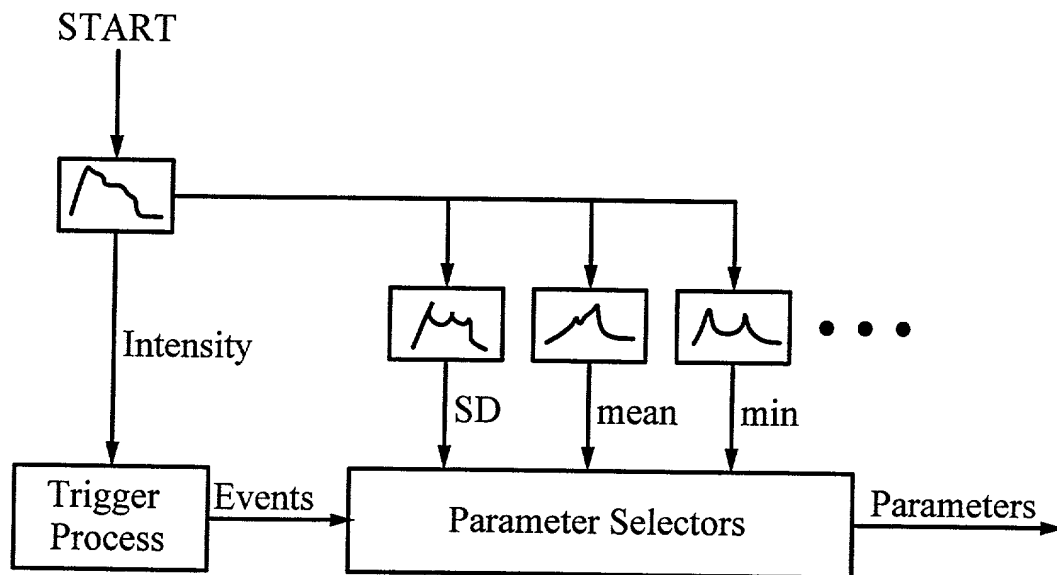 START
Intensity
SD
mean
min
Trigger
Process
Events
Parameter Selectors
Parameters